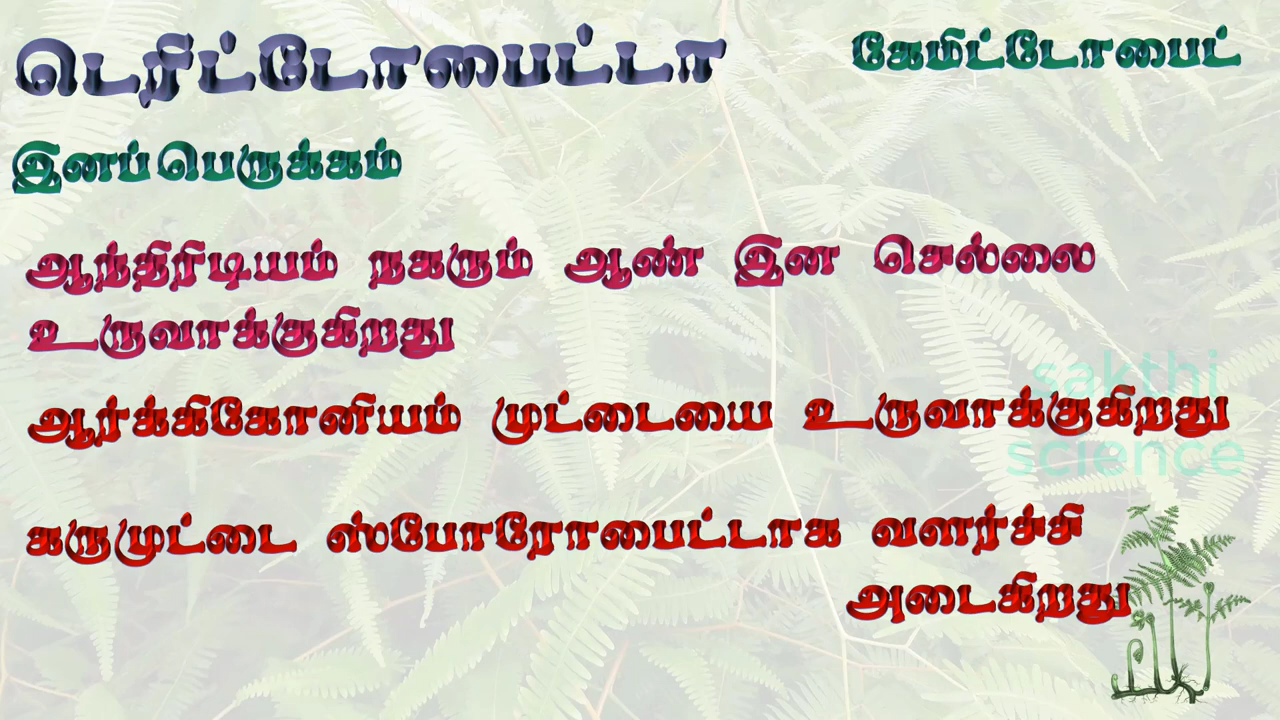 டெரிட்டோபைட்டா
கேமிட்டோபைட்
இனப்பெருக்கம்
ஆந்திரிடியம் நகரும் ஆண் இன செல்லை
உருவாக்குகிறது
ஆர்க்கிகோனியம் முட்டையை உருவாக்குகிறது
sakthi
science
கருமுட்டை ஸ்போரோபைட்டாக வளர்ச்சி
அடைகிறது